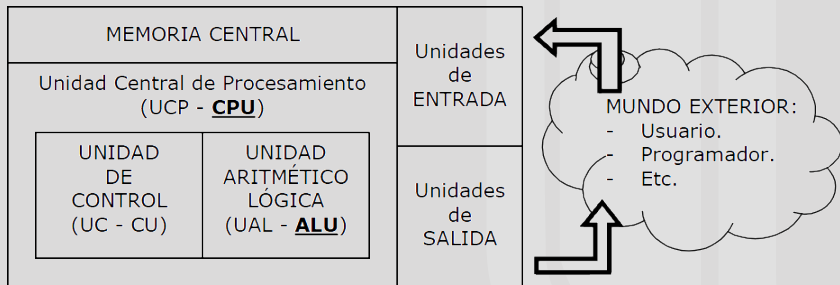 MEMORIA CENTRAL
Unidad Central de Procesamiento
(UCP - CPU)
UNIDAD
DE
CONTROL
(UC - CU)
UNIDAD
ARITMÉTICO
LÓGICA
(UAL - ALU)
Unidades
de
ENTRADA
Unidades
de
SALIDA
MUNDO EXTERIOR:
- Usuario.
- Programador.
- Etc.